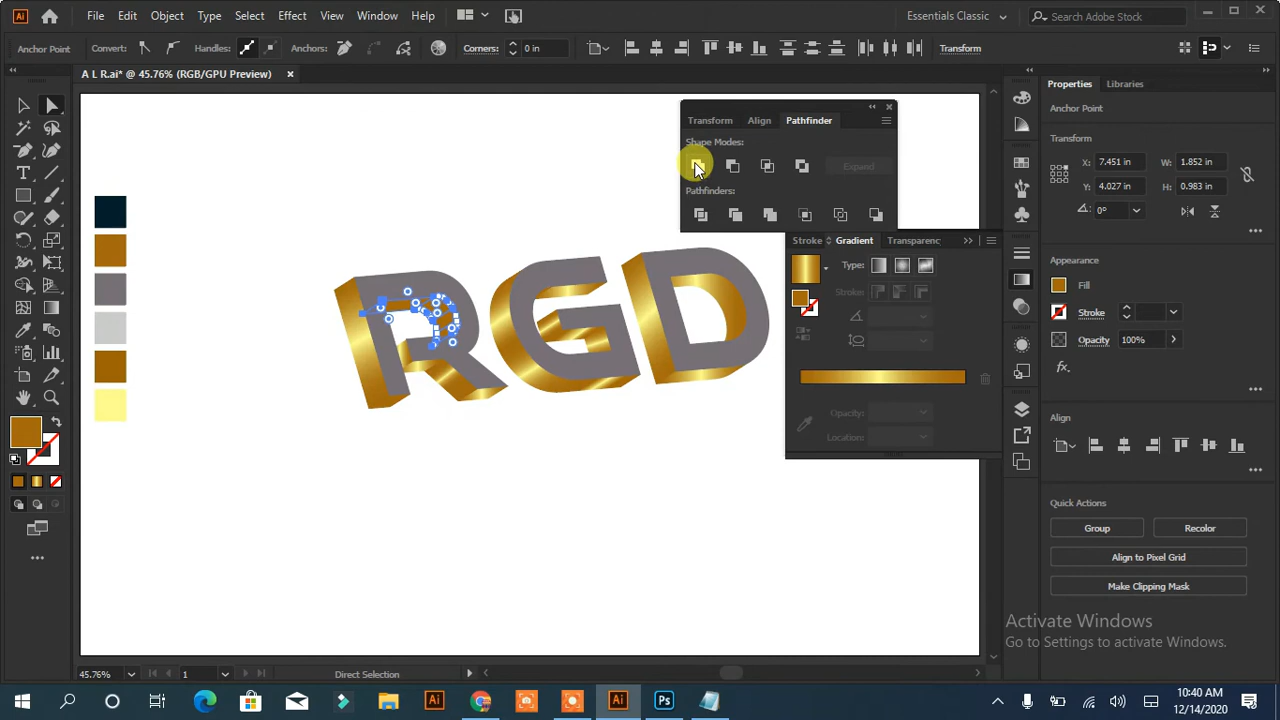 Ai File Edit Object Type Select Effect View Window Help Essentials Classic Search Adobe Stock
Anchor Point Convert: Handles: Anchors: Corners: 0 in Transform
A L R.ai* @ 45.76% (RGB/GPU Preview)
Properties Libraries
Anchor Point
Transform Align Pathfinder
Shape Modes:
Expand
Pathfinders:
Transform
X: 7.451 in W: 1.852 in
Y: 4.027 in H: 0.983 in
0°
Stroke Gradient Transparenc
Type:
Stroke:
Opacity:
Location:
Appearance
Fill
Stroke
Opacity 100%
fx.
Align
Quick Actions
Group Recolor
Align to Pixel Grid
Make Clipping Mask
RGD
T
Activate Windows
Go to Settings to activate Windows.
45.76% 1 Direct Selection
Ai Ai Ps
10:40 AM
12/14/2020